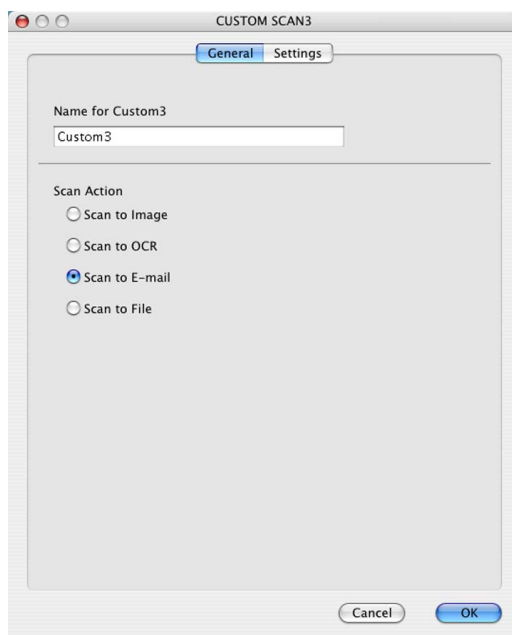 CUSTOM SCAN3
General Settings
Name for Custom3
Custom3
Scan Action
Scan to Image
Scan to OCR
Scan to E-mail
Scan to File
Cancel OK